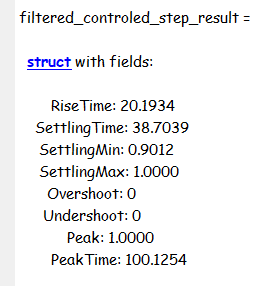 filtered_controled_step_result =
struct with fields:
RiseTime: 20.1934
SettlingTime: 38.7039
SettlingMin: 0.9012
SettlingMax: 1.0000
Overshoot: 0
Undershoot: 0
Peak: 1.0000
PeakTime: 100.1254